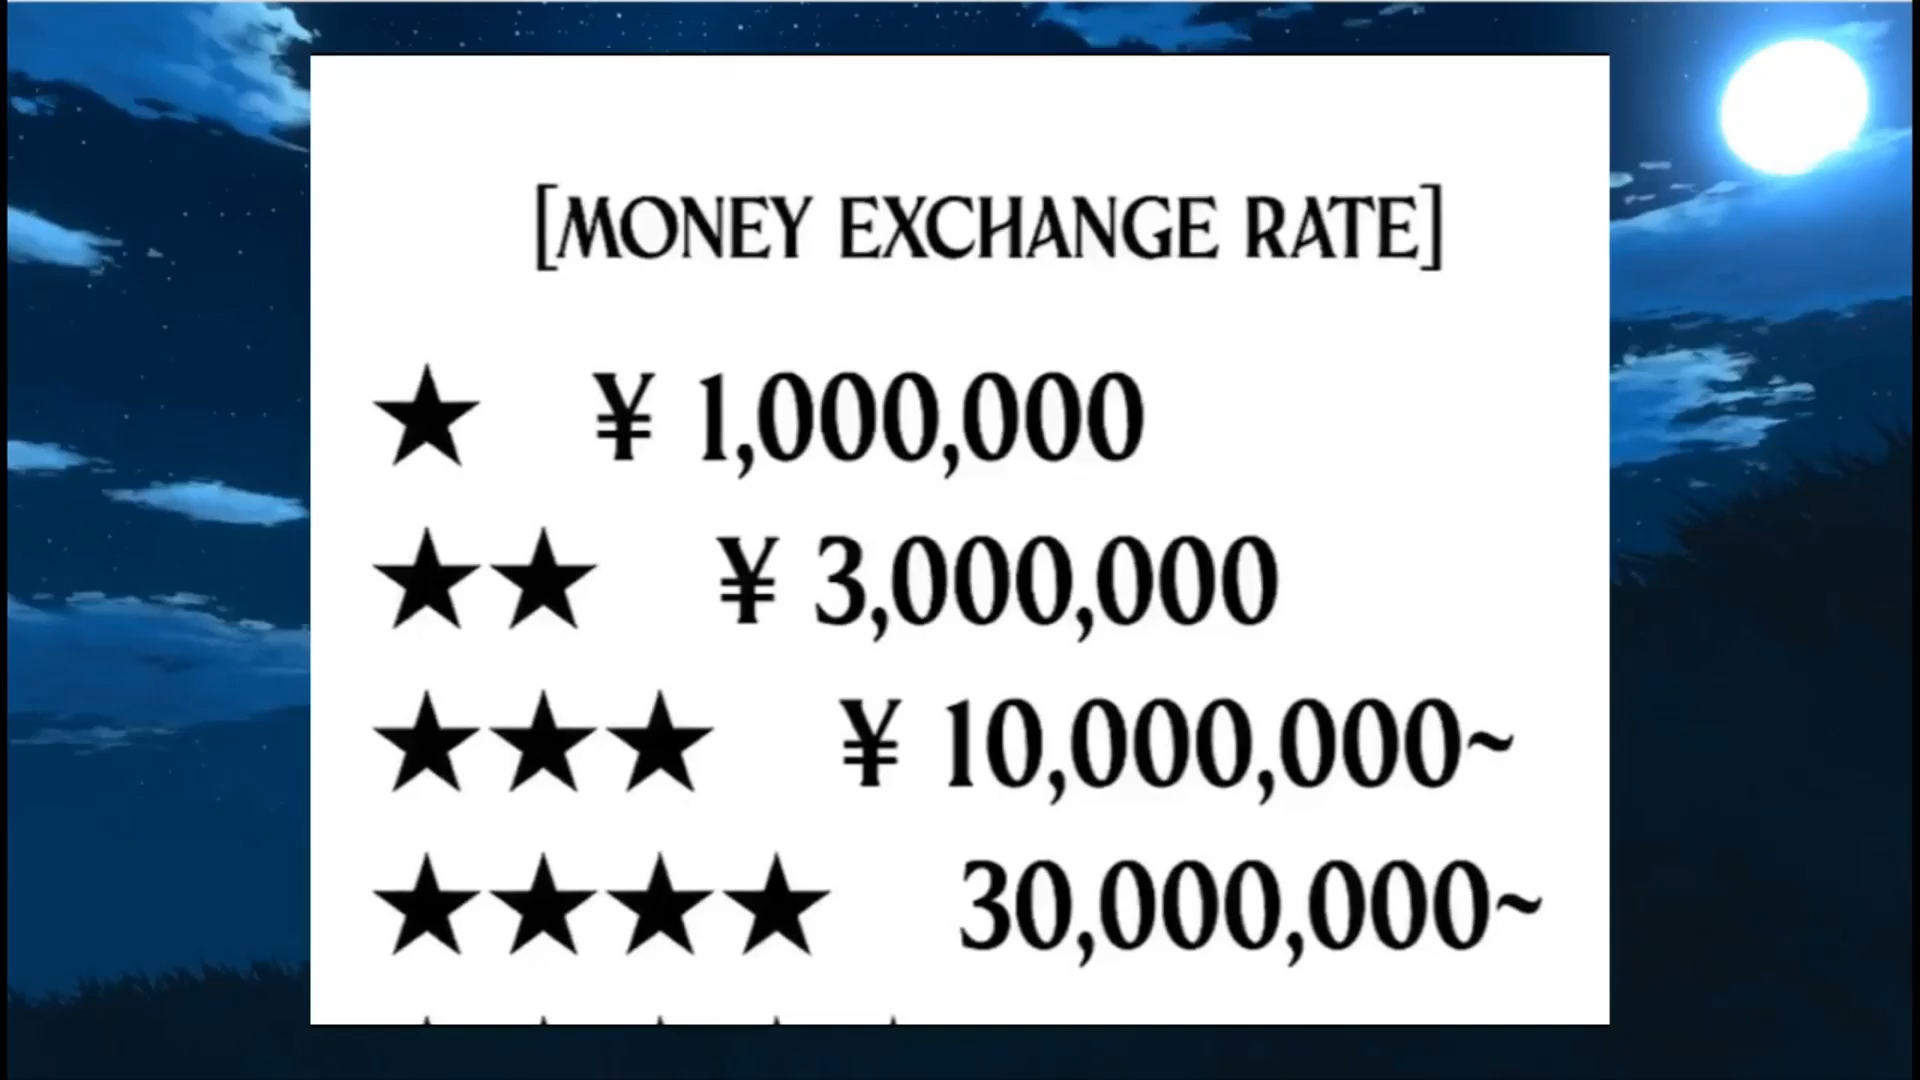 [MONEY EXCHANGE RATE]
★ ¥ 1,000,000
★★ ¥ 3,000,000
★★★ ¥ 10,000,000~
★★★★ 30,000,000~